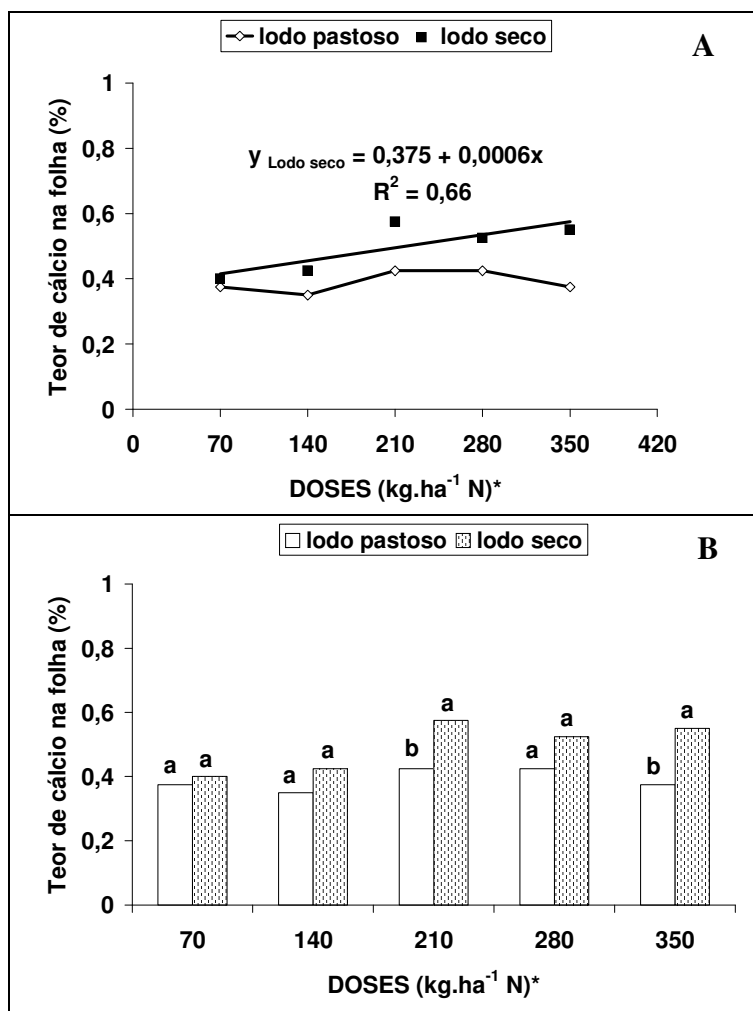 lodo pastoso lodo seco
A
Teor de cálcio na folha (%)
1
0,8
0,6
0,4
0,2
0
y Lodo seco = 0,375 + 0,0006x
R² = 0,66
0 70 140 210 280 350 420
DOSES (kg.ha⁻¹ N)*
lodo pastoso lodo seco
B
Teor de cálcio na folha (%)
1
0,8
0,6
0,4
0,2
0
a a a a b a a a b a
70 140 210 280 350
DOSES (kg.ha⁻¹ N)*